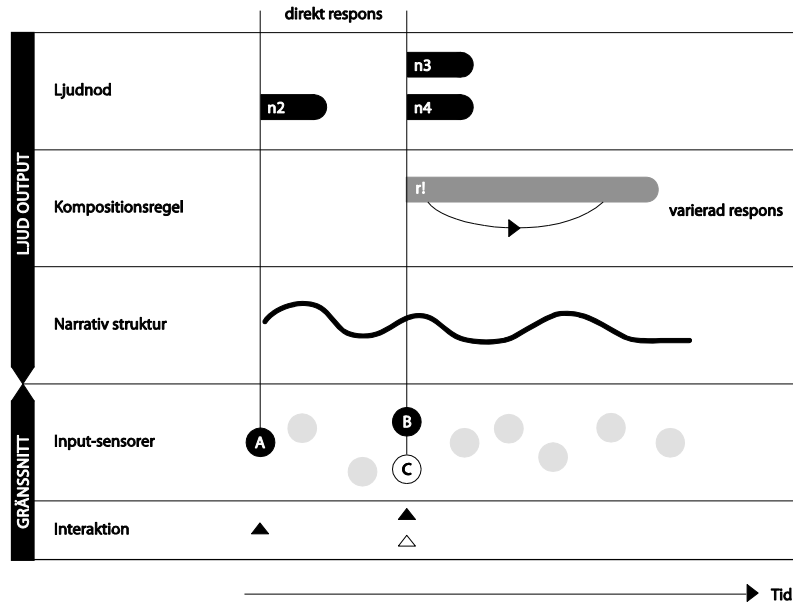 direkt respons
LJUD OUTPUT
Ljudnod
n2
n3
n4
Kompositionsregel
r!
varierad respons
Narrativ struktur
GRÄNSSNITT
Input-sensorer
A
B
C
Interaktion
Tid